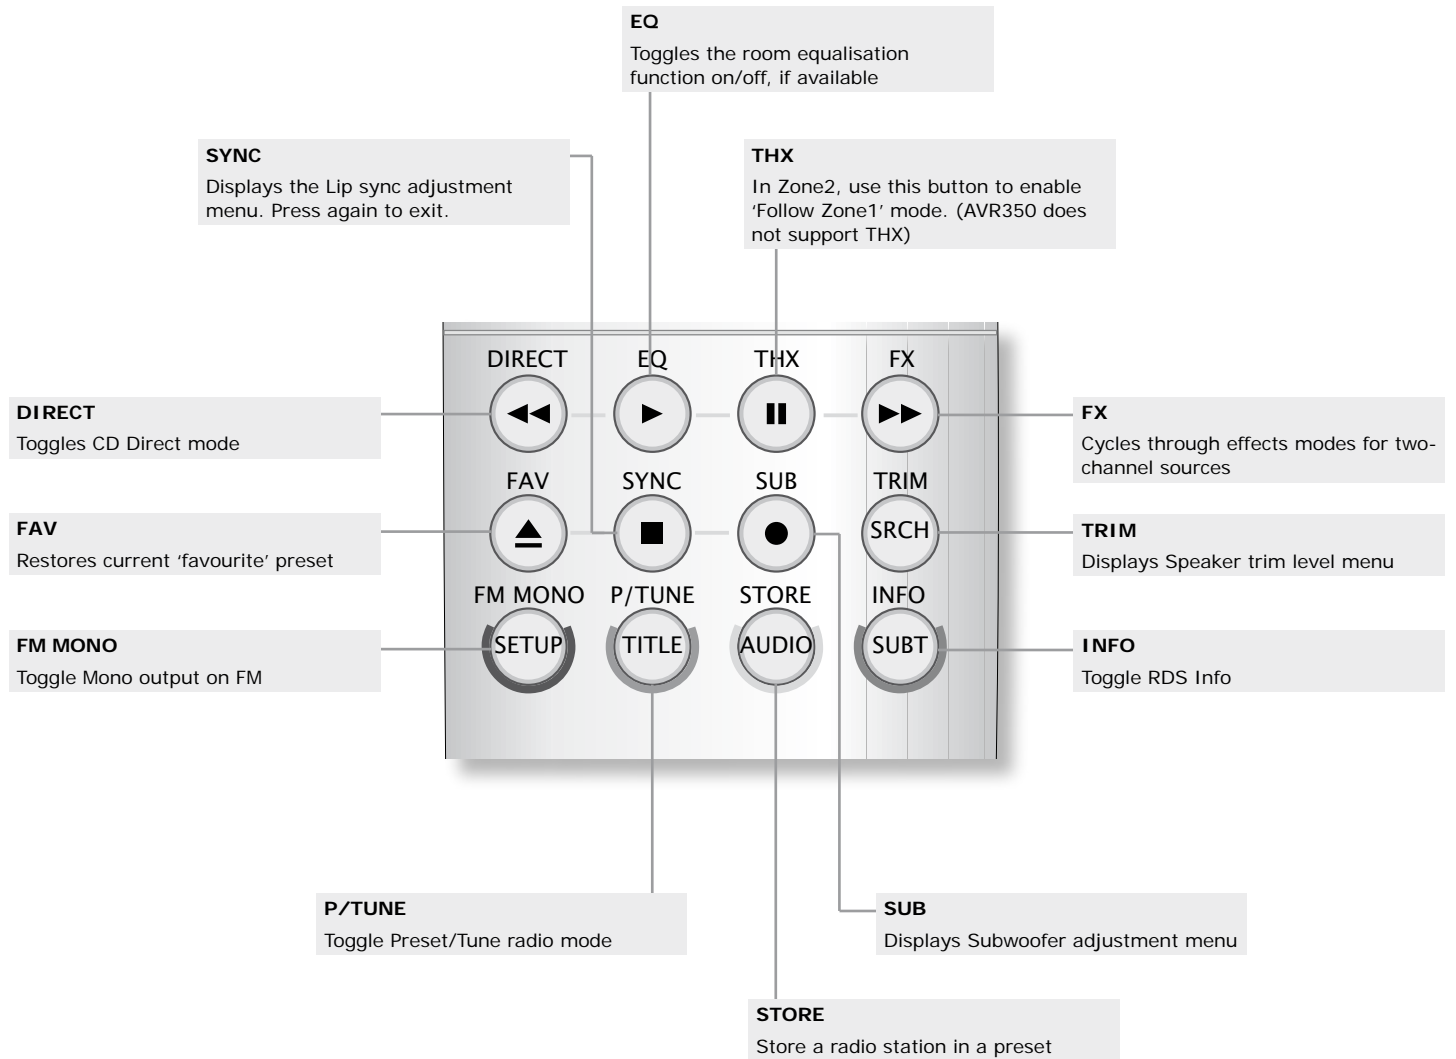 EQ
Toggles the room equalisation
function on/off, if available
SYNC
Displays the Lip sync adjustment
menu. Press again to exit.
THX
In Zone2, use this button to enable
‘Follow Zone1’ mode. (AVR350 does
not support THX)
DIRECT EQ THX FX
DIRECT
Toggles CD Direct mode
FX
Cycles through effects modes for two-
channel sources
FAV SYNC SUB TRIM
SRCH
FAV
Restores current ‘favourite’ preset
TRIM
Displays Speaker trim level menu
FM MONO P/TUNE STORE INFO
SETUP TITLE AUDIO SUBT
FM MONO
Toggle Mono output on FM
INFO
Toggle RDS Info
P/TUNE
Toggle Preset/Tune radio mode
SUB
Displays Subwoofer adjustment menu
STORE
Store a radio station in a preset